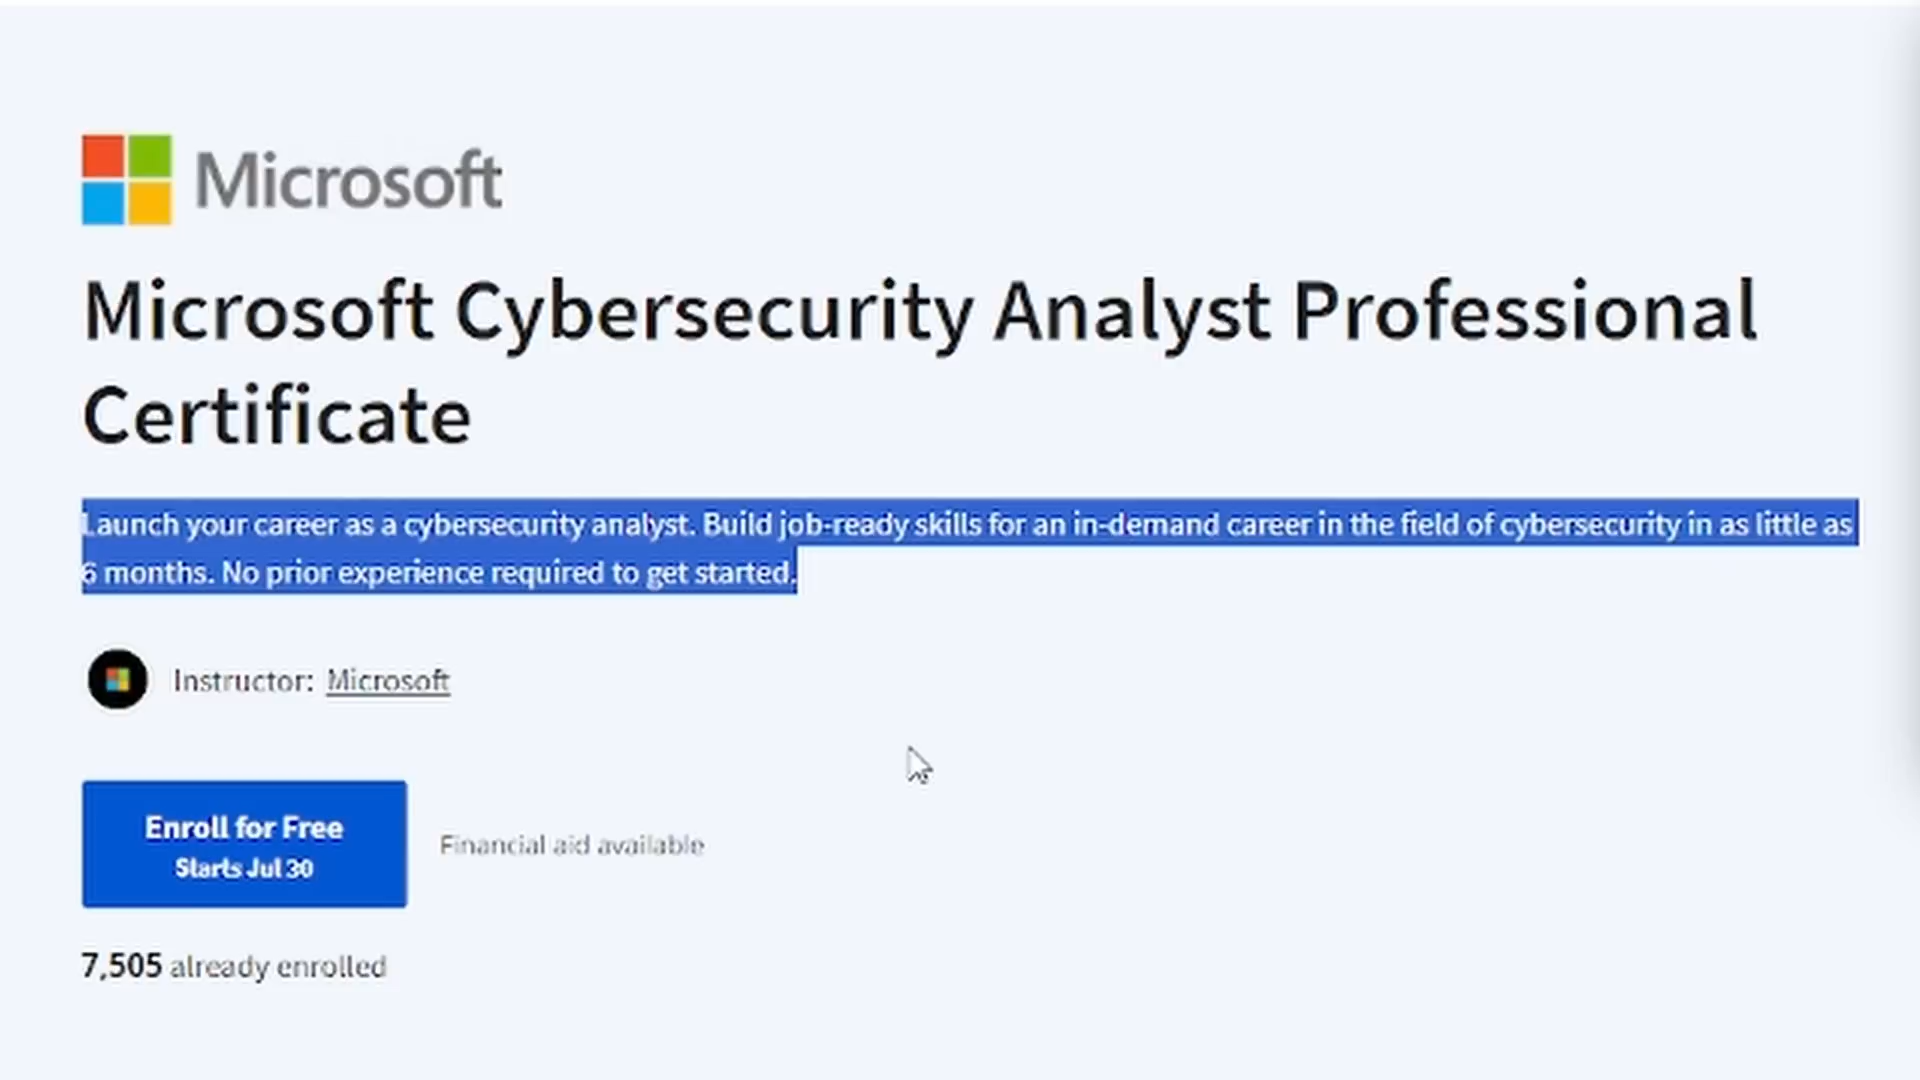 Microsoft
Microsoft Cybersecurity Analyst Professional
Certificate
Launch your career as a cybersecurity analyst. Build job-ready skills for an in-demand career in the field of cybersecurity in as little as
6 months. No prior experience required to get started.
Instructor: Microsoft
Enroll for Free
Starts Jul 30
Financial aid available
7,505 already enrolled